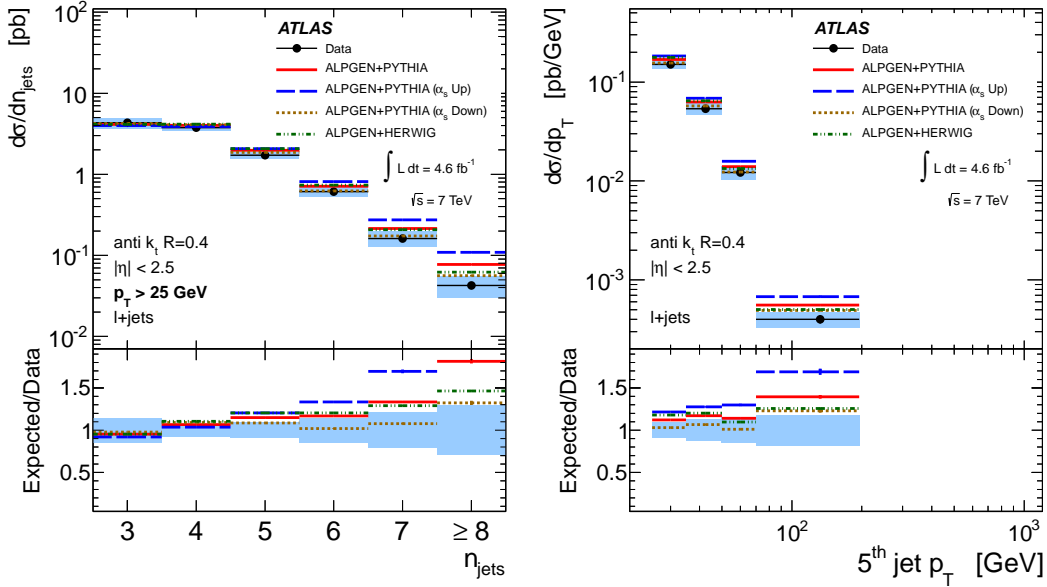 dσ/dn_jets [pb]
10²
10
1
10⁻¹
10⁻²
ATLAS
Data
ALPGEN+PYTHIA
ALPGEN+PYTHIA (α_s Up)
ALPGEN+PYTHIA (α_s Down)
ALPGEN+HERWIG
∫ L dt = 4.6 fb⁻¹
√s = 7 TeV
anti k_t R=0.4
|η| < 2.5
p_T > 25 GeV
l+jets
Expected/Data
1.5
1
0.5
3 4 5 6 7 ≥ 8
n_jets
dσ/dp_T [pb/GeV]
10⁻¹
10⁻²
10⁻³
ATLAS
Data
ALPGEN+PYTHIA
ALPGEN+PYTHIA (α_s Up)
ALPGEN+PYTHIA (α_s Down)
ALPGEN+HERWIG
∫ L dt = 4.6 fb⁻¹
√s = 7 TeV
anti k_t R=0.4
|η| < 2.5
l+jets
Expected/Data
1.5
1
0.5
10² 10³
5ᵗʰ jet p_T [GeV]